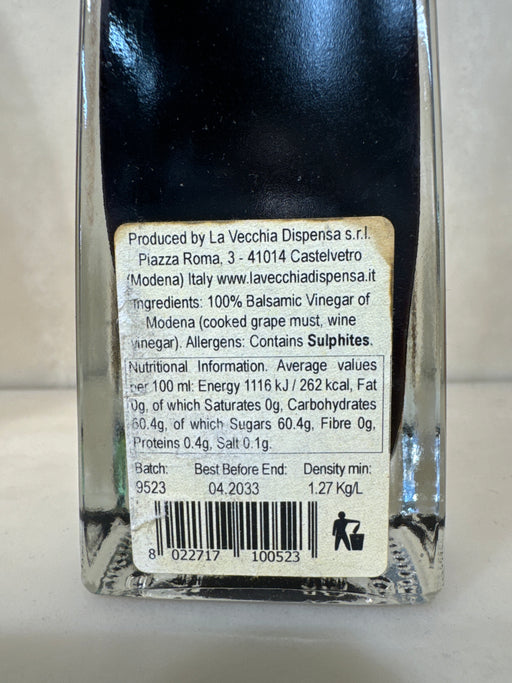 Produced by La Vecchia Dispensa s.r.l.
Piazza Roma, 3 - 41014 Castelvetro
(Modena) Italy www.lavecchiadispensa.it
Ingredients: 100% Balsamic Vinegar of
Modena (cooked grape must, wine
vinegar). Allergens: Contains Sulphites.
Nutritional Information. Average values
per 100 ml: Energy 1116 kJ / 262 kcal, Fat
0g, of which Saturates 0g, Carbohydrates
60.4g, of which Sugars 60.4g, Fibre 0g,
Proteins 0.4g, Salt 0.1g.
Batch: Best Before End: Density min:
9523 04.2033 1.27 Kg/L
8 022717 100523